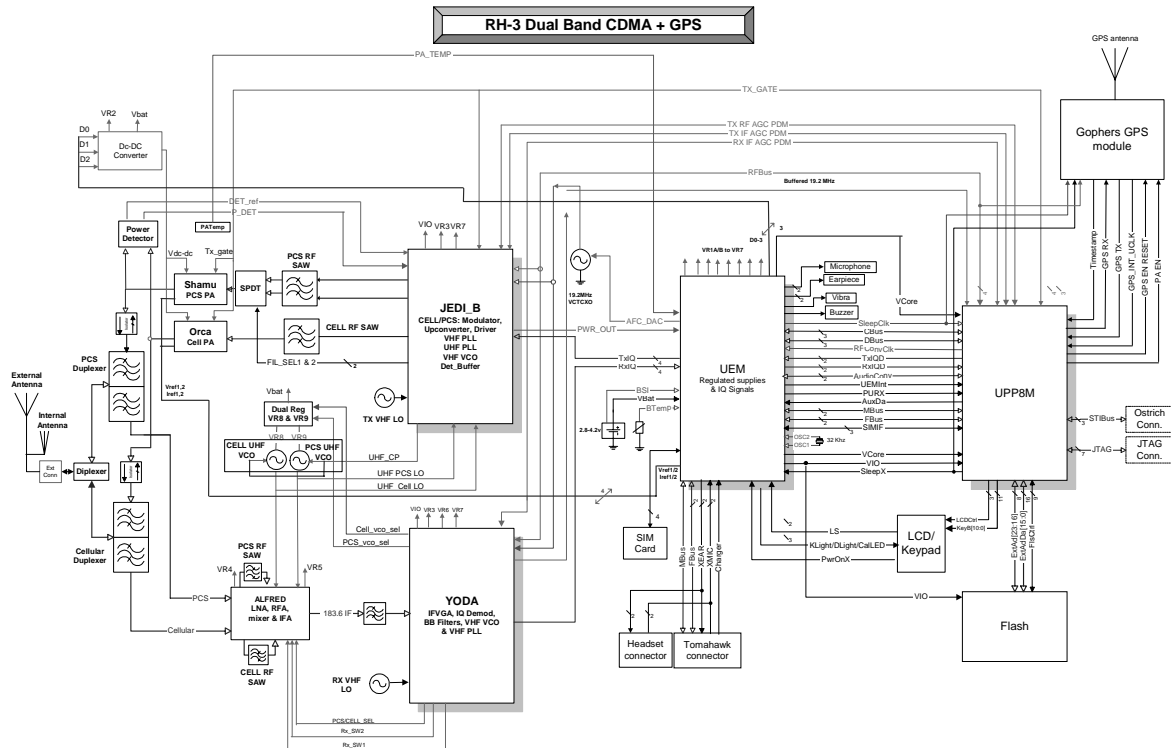 RH-3 Dual Band CDMA + GPS
GPS antenna
PA_TEMP
TX_GATE
VR2
Vbat
D0
D1
D2
Dc-DC
Converter
TX RF AGC PDM
TX IF AGC PDM
RX IF AGC PDM
Gophers GPS
module
RFBus
Buffered 19.2 MHz
DET_ref
P_DET
PATemp
Power
Detector
VIO
VR3
VR7
D0-3
3
VR1A/B to VR7
Vdc-dc
Tx_gate
PCS RF
SAW
Shamu
PCS PA
SPDT
19.2MHz
VCTCXO
JEDI_B
CELL/PCS: Modulator,
Upconverter, Driver
VHF PLL
UHF PLL
VHF VCO
Det_Buffer
Orca
Cell PA
CELL RF SAW
FIL_SEL1 & 2
2
AFC_DAC
PWR_OUT
TxIQ
4
RxIQ
4
UEM
Regulated supplies
& IQ Signals
Microphone
Earpiece
Vibra
Buzzer
VCore
Timestamp
GPS RX
GPS TX
GPS_INT_UCLK
GPS EN RESET
PA EN
SleepClk
CBus
DBus
RFConvClk
TxIQD
RxIQD
AudioConv
UEMInt
PURX
AuxDa
MBus
FBus
SIMIF
OSC2
OSC1
32 Khz
VCore
VIO
SleepX
UPP8M
STIBus
3
Ostrich
Conn.
JTAG
7
JTAG
Conn.
PCS
Duplexer
External
Antenna
Internal
Antenna
Ext
Conn
Diplexer
Cellular
Duplexer
Vref1,2
Iref1,2
Vbat
Dual Reg
VR8 & VR9
VR8
VR9
CELL UHF
VCO
PCS UHF
VCO
TX VHF LO
UHF_CP
UHF PCS LO
UHF_Cell LO
BSI
VBat
BTemp
2.8-4.2v
Vref1/2
Iref1/2
4
4
SIM
Card
MBus
FBus
XEAR
XMIC
Charger
2
2
Headset
connector
Tomahawk
connector
LS
KLight/DLight/CalLED
PwrOnX
LCDCtrl
KeyB[10:0]
LCD/
Keypad
ExtAd[23:16]
ExtAdDa[15:0]
FlsCtrl
VIO
Flash
VIO
VR3
VR6
VR7
Cell_vco_sel
PCS_vco_sel
PCS RF
SAW
VR4
VR5
ALFRED
LNA, RFA,
mixer & IFA
183.6 IF
YODA
IFVGA, IQ Demod,
BB Filters, VHF VCO
& VHF PLL
PCS
Cellular
CELL RF
SAW
RX VHF
LO
PCS/CELL_SEL
Rx_SW2
Rx_SW1